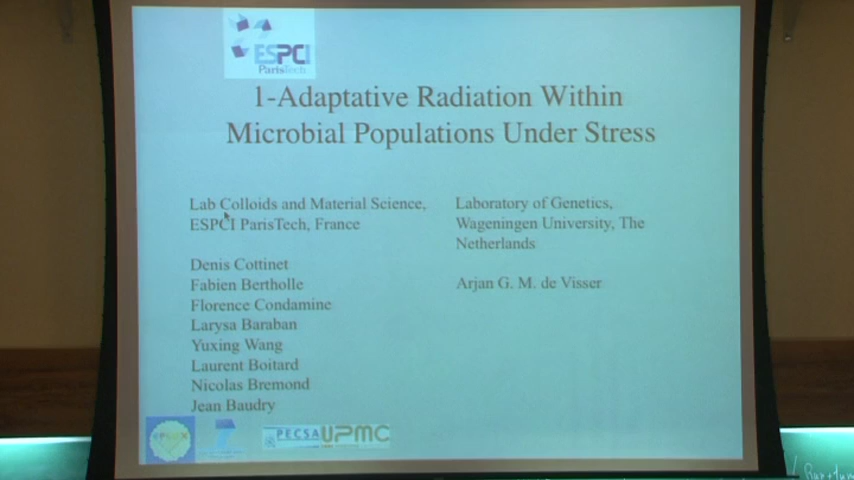 ESPCI
ParisTech
1-Adaptative Radiation Within
Microbial Populations Under Stress
Lab Colloids and Material Science,
ESPCI ParisTech, France
Denis Cottinet
Fabien Bertholle
Florence Condamine
Larysa Baraban
Yuxing Wang
Laurent Boitard
Nicolas Bremond
Jean Baudry
Laboratory of Genetics,
Wageningen University, The
Netherlands
Arjan G. M. de Visser
PECSA UPMC